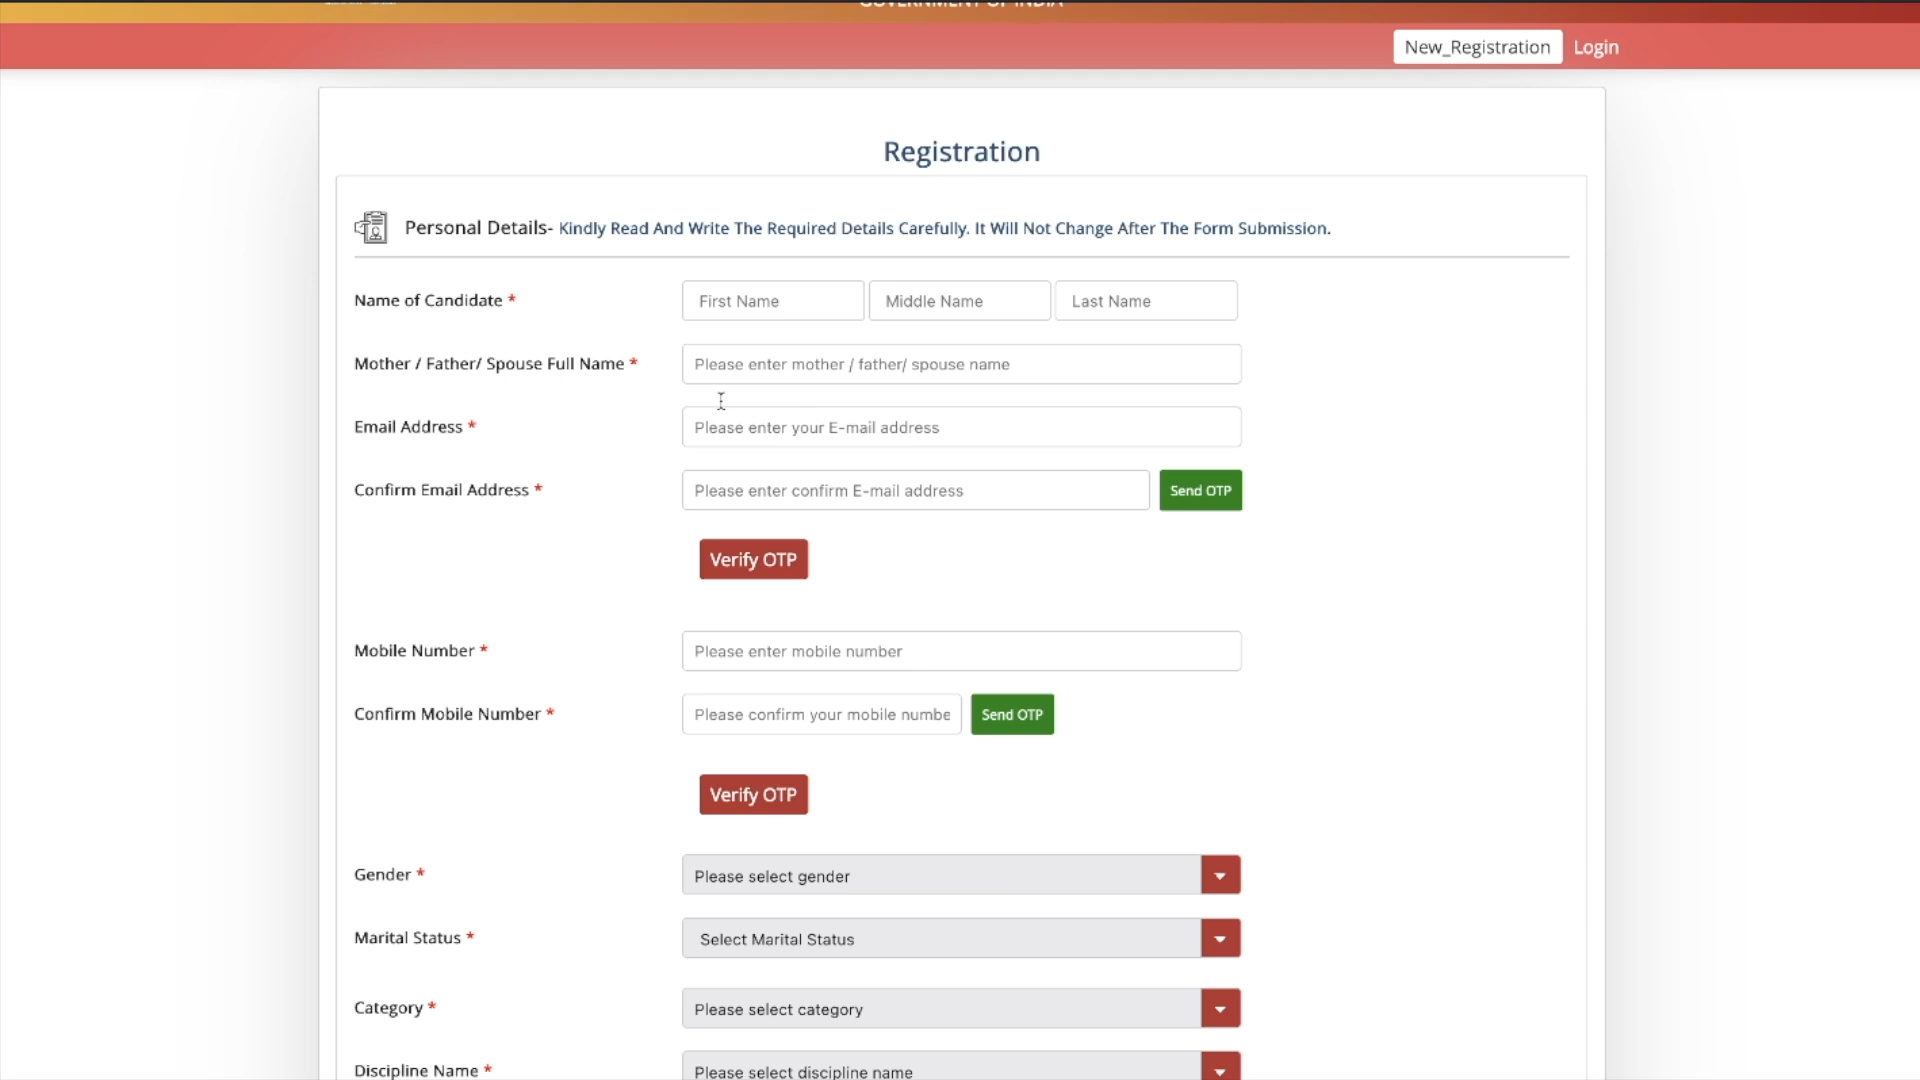 GOVERNMENT OF INDIA
New_Registration Login
Registration
Personal Details- Kindly Read And Write The Required Details Carefully. It Will Not Change After The Form Submission.
Name of Candidate * First Name Middle Name Last Name
Mother / Father/ Spouse Full Name * Please enter mother / father/ spouse name
Email Address * Please enter your E-mail address
Confirm Email Address * Please enter confirm E-mail address Send OTP
Verify OTP
Mobile Number * Please enter mobile number
Confirm Mobile Number * Please confirm your mobile numbe Send OTP
Verify OTP
Gender * Please select gender
Marital Status * Select Marital Status
Category * Please select category
Discipline Name * Please select discipline name